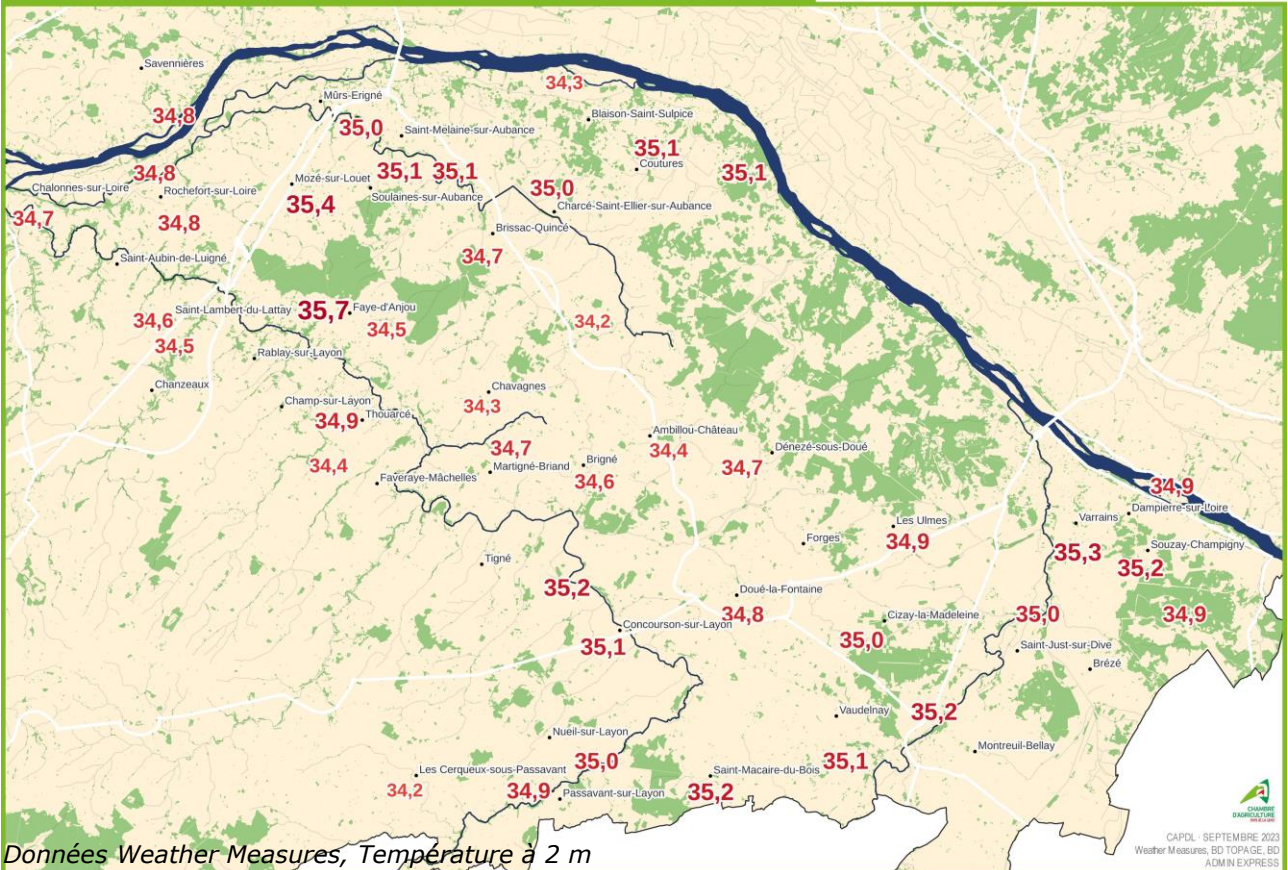 Savennières
34,3
34,8
Mûrs-Erigné
Blaison-Saint-Sulpice
35,0
Saint-Melaine-sur-Aubance
35,1
34,8
35,1
35,1
Coutures
35,1
Chalonnes-sur-Loire
Rochefort-sur-Loire
Mozé-sur-Louet
Soulaines-sur-Aubance
35,0
35,4
Charcé-Saint-Ellier-sur-Aubance
34,7
34,8
Brissac-Quincé
34,7
Saint-Aubin-de-Luigné
Saint-Lambert-du-Lattay
35,7
Faye-d'Anjou
34,6
34,5
34,2
34,5
Rablay-sur-Layon
Chanzeaux
Chavagnes
Champ-sur-Layon
34,3
34,9
Thouarcé
Ambillou-Château
34,7
34,4
Dénezé-sous-Doué
34,4
Martigné-Briand
Brigné
34,7
Faveraye-Mâchelles
34,6
34,9
Dampierre-sur-Loire
Les Ulmes
Varrains
Forges
34,9
35,3
Souzay-Champigny
Tigné
35,2
35,2
Doué-la-Fontaine
34,8
Cizay-la-Madeleine
35,0
34,9
Concourson-sur-Layon
35,1
35,0
Saint-Just-sur-Dive
Brézé
Vaudelnay
35,2
Nueil-sur-Layon
Montreuil-Bellay
35,0
35,1
Les Cerqueux-sous-Passavant
Saint-Macaire-du-Bois
34,2
34,9
Passavant-sur-Layon
35,2
CHAMBRE
D'AGRICULTURE
PAYS DE LA LOIRE
CAPDL - SEPTEMBRE 2023
Weather Measures, BD TOPAGE, BD
ADMIN EXPRESS
Données Weather Measures, Température à 2 m